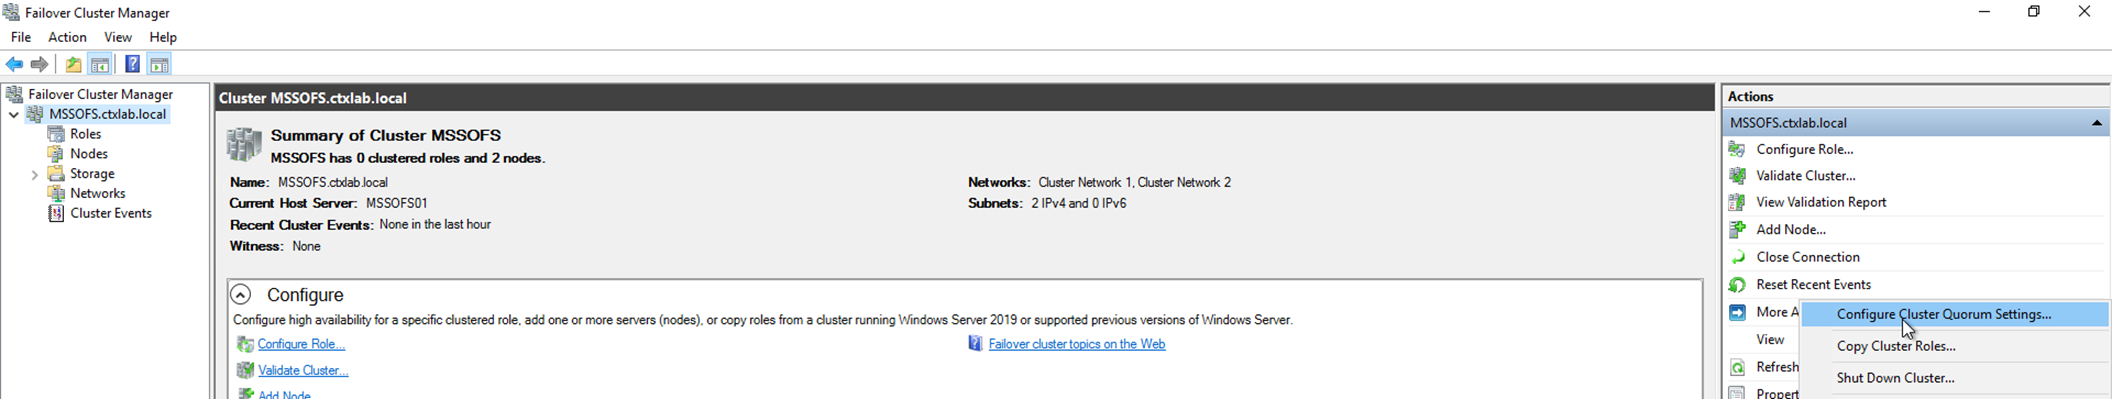 Failover Cluster Manager
File Action View Help
Failover Cluster Manager
MSSOFS.ctxlab.local
Roles
Nodes
Storage
Networks
Cluster Events
Cluster MSSOFS.ctxlab.local
Summary of Cluster MSSOFS
MSSOFS has 0 clustered roles and 2 nodes.
Name: MSSOFS.ctxlab.local
Networks: Cluster Network 1, Cluster Network 2
Current Host Server: MSSOFS01
Subnets: 2 IPv4 and 0 IPv6
Recent Cluster Events: None in the last hour
Witness: None
Configure
Configure high availability for a specific clustered role, add one or more servers (nodes), or copy roles from a cluster running Windows Server 2019 or supported previous versions of Windows Server.
Configure Role...
Failover cluster topics on the Web
Validate Cluster...
Add Node
Actions
MSSOFS.ctxlab.local
Configure Role...
Validate Cluster...
View Validation Report
Add Node...
Close Connection
Reset Recent Events
More A
View
Refresh
Propert
Configure Cluster Quorum Settings...
Copy Cluster Roles...
Shut Down Cluster...